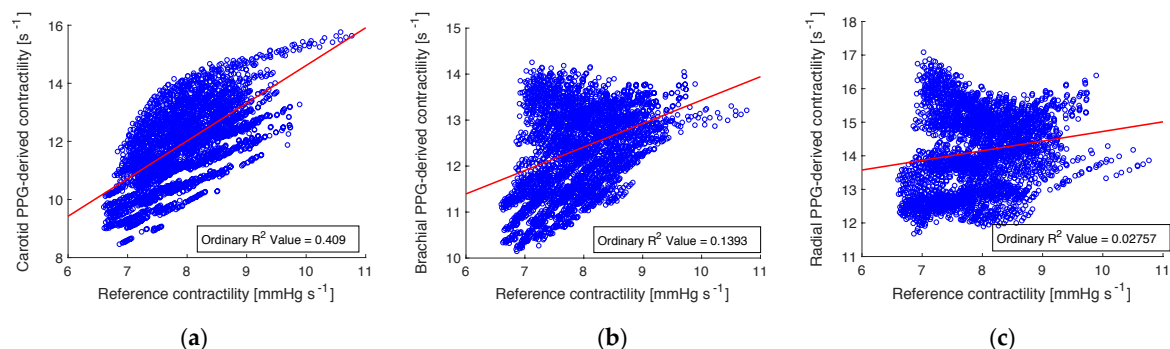 Carotid PPG-derived contractility [s⁻¹]
16
14
12
10
8
6 7 8 9 10 11
Ordinary R² Value = 0.409
Reference contractility [mmHg s⁻¹]
(a)
Brachial PPG-derived contractility [s⁻¹]
15
14
13
12
11
10
6 7 8 9 10 11
Ordinary R² Value = 0.1393
Reference contractility [mmHg s⁻¹]
(b)
Radial PPG-derived contractility [s⁻¹]
18
17
16
15
14
13
12
11
6 7 8 9 10 11
Ordinary R² Value = 0.02757
Reference contractility [mmHg s⁻¹]
(c)